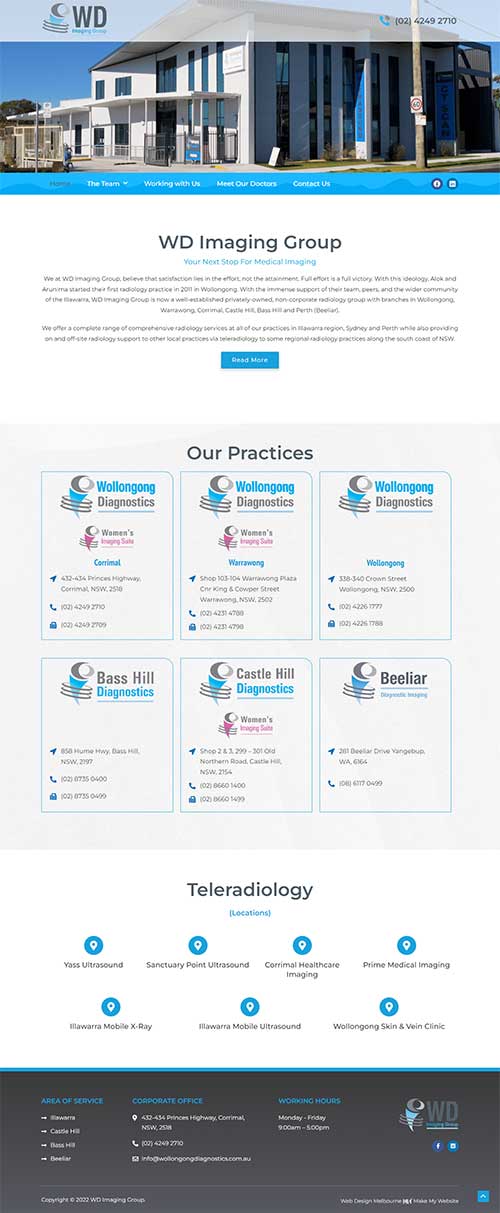 WD
Imaging Group
(02) 4249 2710
CT SCAN
60
Home
The Team
Working with Us
Meet Our Doctors
Contact Us
WD Imaging Group
Your Next Stop For Medical Imaging
We at WD Imaging Group, believe that satisfaction lies in the effort, not the attainment. Full effort is a full victory. With this ideology, Alok and
Arunima started their first radiology practice in 2011 in Wollongong. With the immense support of their team, peers, and the wider community
of the Illawarra, WD Imaging Group is now a well-established privately-owned, non-corporate radiology group with branches in Wollongong,
Warrawong, Corrimal, Castle Hill, Bass Hill and Perth (Beeliar).
We offer a complete range of comprehensive radiology services at all of our practices in Illawarra region, Sydney and Perth while also providing
on and off-site radiology support to other local practices via teleradiology to some regional radiology practices along the south coast of NSW.
Read More
Our Practices
Wollongong
Diagnostics
Women's
Imaging Suite
Corrimal
432-434 Princes Highway,
Corrimal, NSW, 2518
(02) 4249 2710
(02) 4249 2709
Wollongong
Diagnostics
Women's
Imaging Suite
Warrawong
Shop 103-104 Warrawong Plaza
Cnr King & Cowper Street
Warrawong, NSW, 2502
(02) 4231 4788
(02) 4231 4798
Wollongong
Diagnostics
Wollongong
338-340 Crown Street
Wollongong, NSW, 2500
(02) 4226 1777
(02) 4226 1788
Bass Hill
Diagnostics
858 Hume Hwy, Bass Hill,
NSW, 2197
(02) 8735 0400
(02) 8735 0499
Castle Hill
Diagnostics
Women's
Imaging Suite
Shop 2 & 3, 299 – 301 Old
Northern Road, Castle Hill,
NSW, 2154
(02) 8660 1400
(02) 8660 1499
Beeliar
Diagnostic Imaging
281 Beeliar Drive Yangebup,
WA, 6164
(08) 6117 0499
Teleradiology
(Locations)
Yass Ultrasound
Sanctuary Point Ultrasound
Corrimal Healthcare
Imaging
Prime Medical Imaging
Illawarra Mobile X-Ray
Illawarra Mobile Ultrasound
Wollongong Skin & Vein Clinic
AREA OF SERVICE
Illawarra
Castle Hill
Bass Hill
Beeliar
CORPORATE OFFICE
432-434 Princes Highway, Corrimal,
NSW, 2518
(02) 4249 2710
info@wollongongdiagnostics.com.au
WORKING HOURS
Monday - Friday
9:00am – 5:00pm
WD
Imaging Group
Copyright © 2022 WD Imaging Group.
Web Design Melbourne
Make My Website